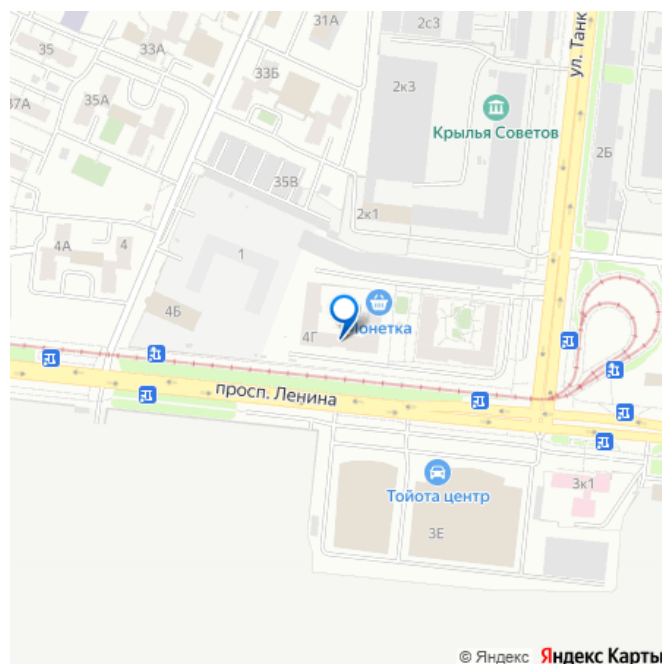 31А
2с3
ул. Танк
35
33А
33Б
2к3
35А
37А
Крылья Советов
2Б
35В
2к1
4А
4
1
4Б
4Г
Монетка
просп. Ленина
Тойота центр
3к1
3Е
© Яндекс Яндекс Карты